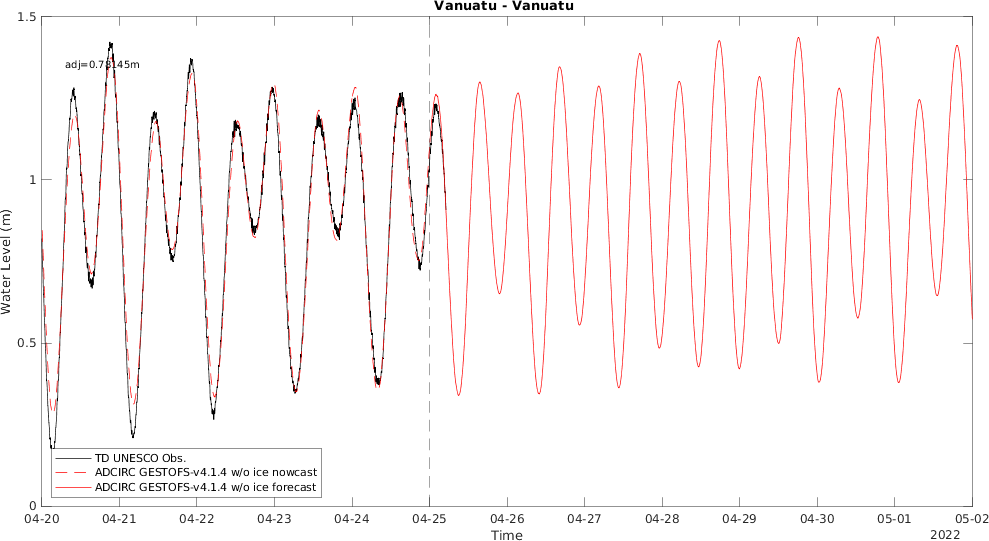 Vanuatu - Vanuatu
1.5
adj=0.78145m
1
Water Level (m)
0.5
TD UNESCO Obs.
ADCIRC GESTOFS-v4.1.4 w/o ice nowcast
ADCIRC GESTOFS-v4.1.4 w/o ice forecast
0
04-20 04-21 04-22 04-23 04-24 04-25 04-26 04-27 04-28 04-29 04-30 05-01 05-02
Time 2022